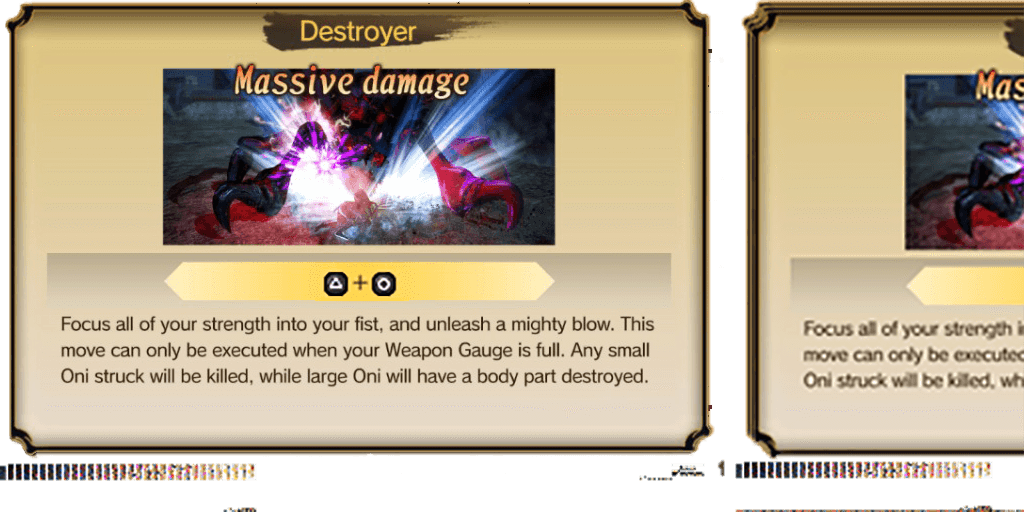 Destroyer
Massive damage
+
Focus all of your strength into your fist, and unleash a mighty blow. This
move can only be executed when your Weapon Gauge is full. Any small
Oni struck will be killed, while large Oni will have a body part destroyed.
1
Mas
Focus all of your strength i
move can only be executed
Oni struck will be killed, wh